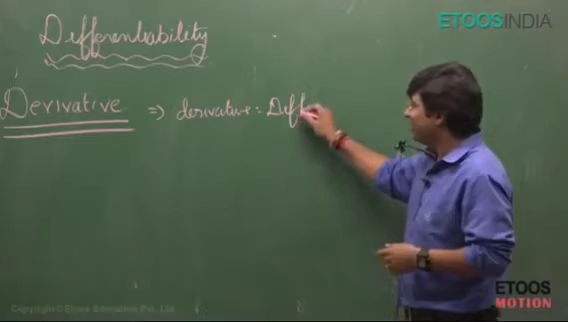 ETOOSINDIA
Differentiability
Derivative ⇒ derivative : Diff
ETOOS
MOTION
Copyright © Etoos Education Pvt. Ltd.